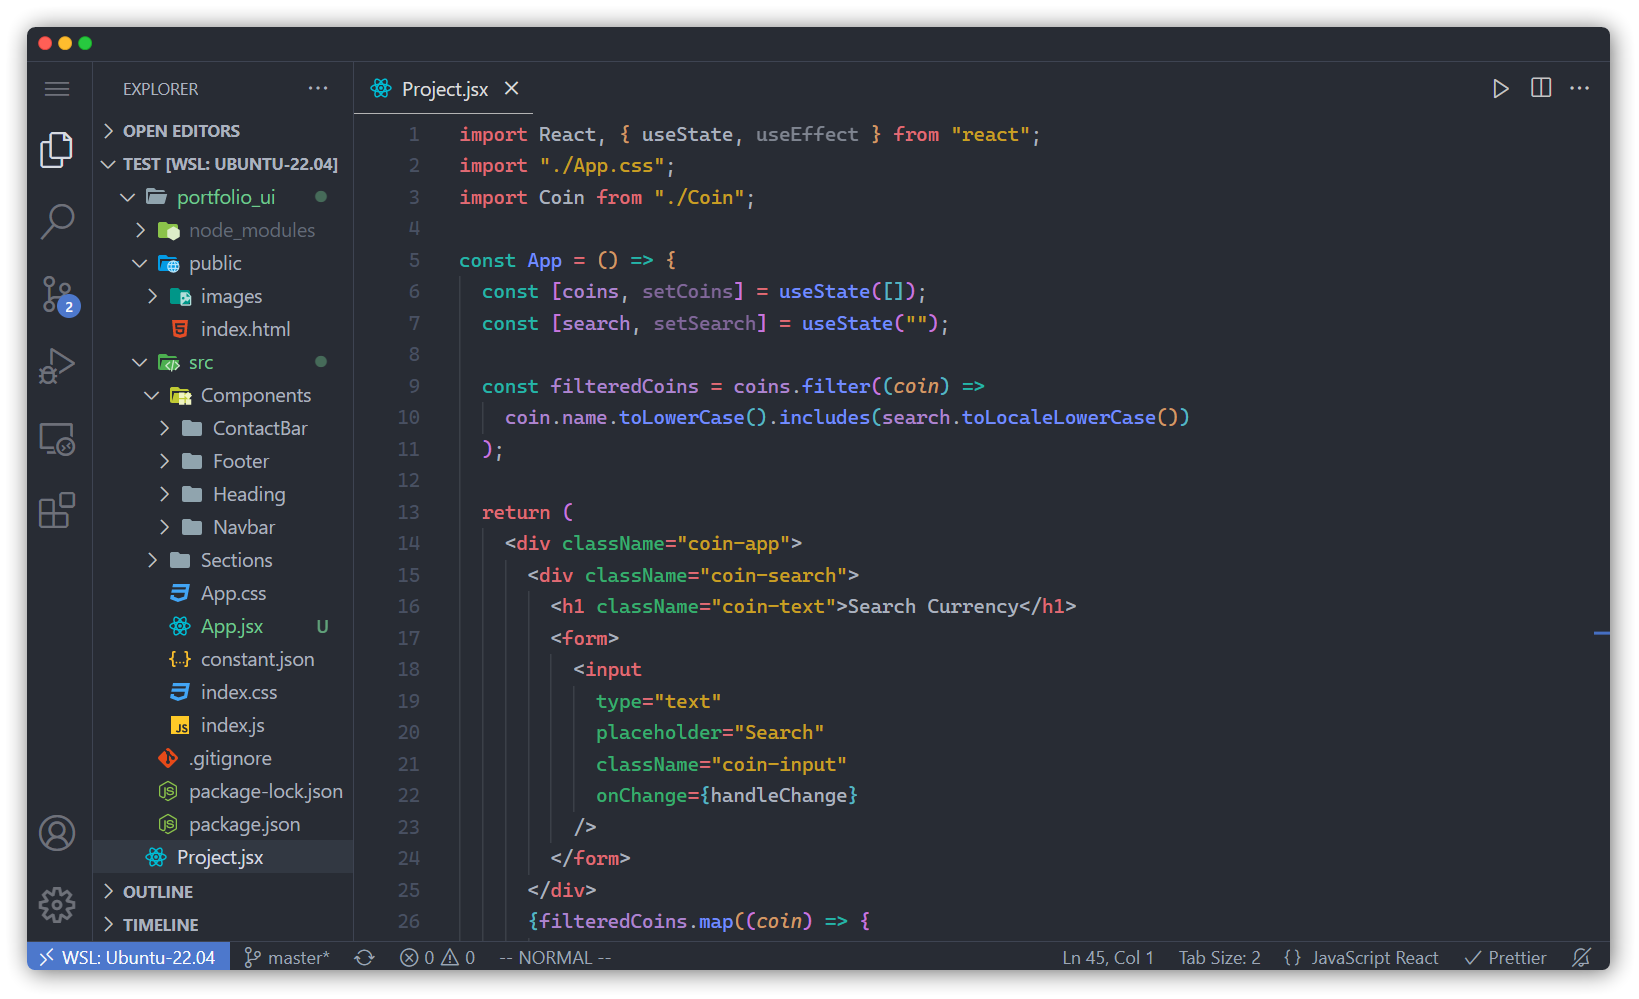 EXPLORER
OPEN EDITORS
TEST [WSL: UBUNTU-22.04]
portfolio_ui
node_modules
public
images
index.html
src
Components
ContactBar
Footer
Heading
Navbar
Sections
App.css
App.jsx U
constant.json
index.css
index.js
.gitignore
package-lock.json
package.json
Project.jsx
OUTLINE
TIMELINE
2
Project.jsx
1 import React, { useState, useEffect } from "react";
2 import "./App.css";
3 import Coin from "./Coin";
4
5 const App = () => {
6 const [coins, setCoins] = useState([]);
7 const [search, setSearch] = useState("");
8
9 const filteredCoins = coins.filter((coin) =>
10 coin.name.toLowerCase().includes(search.toLocaleLowerCase())
11 );
12
13 return (
14 <div className="coin-app">
15 <div className="coin-search">
16 <h1 className="coin-text">Search Currency</h1>
17 <form>
18 <input
19 type="text"
20 placeholder="Search"
21 className="coin-input"
22 onChange={handleChange}
23 />
24 </form>
25 </div>
26 {filteredCoins.map((coin) => {
WSL: Ubuntu-22.04 master* 0 0 -- NORMAL -- Ln 45, Col 1 Tab Size: 2 {} JavaScript React Prettier